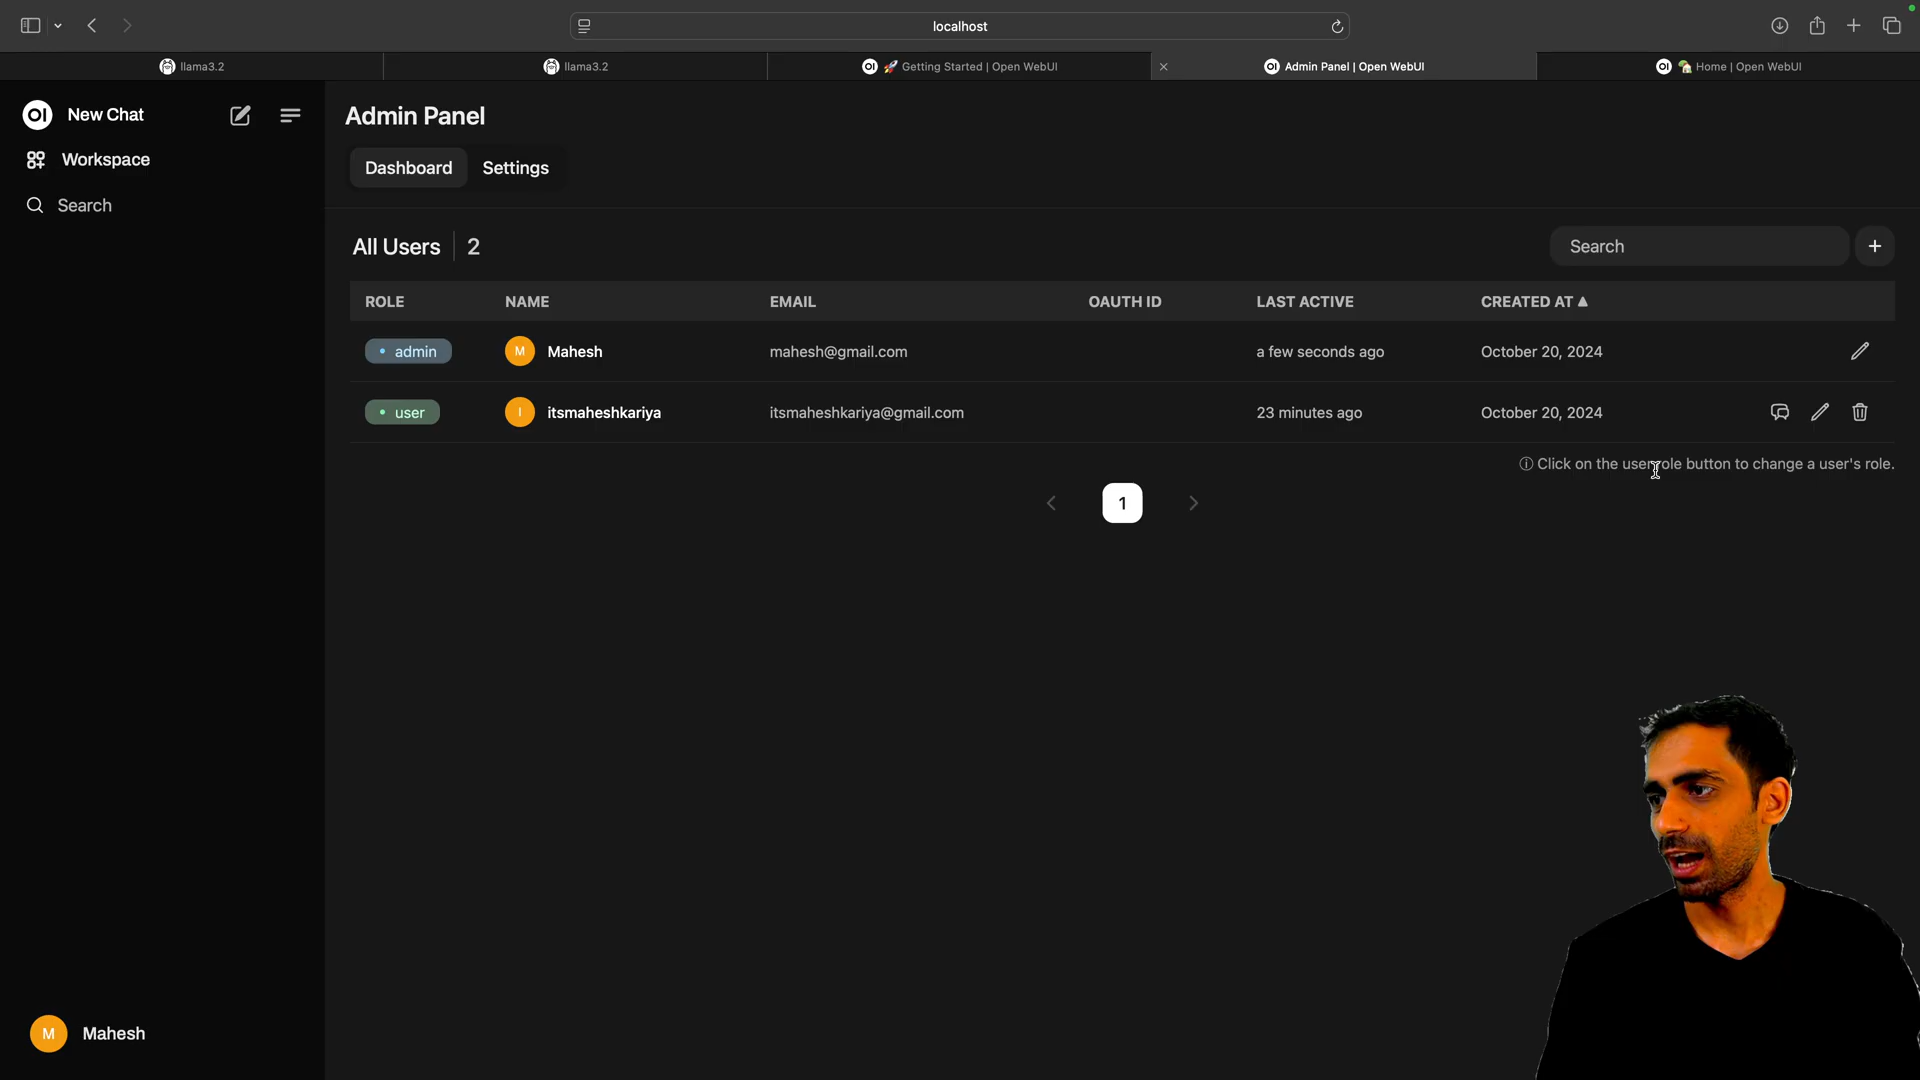 localhost
llama3.2
llama3.2
🚀 Getting Started | Open WebUI
Admin Panel | Open WebUI
🏡 Home | Open WebUI
OI New Chat
Workspace
Search
Admin Panel
Dashboard Settings
All Users 2
Search
ROLE NAME EMAIL OAUTH ID LAST ACTIVE CREATED AT ▲
admin M Mahesh mahesh@gmail.com a few seconds ago October 20, 2024
user I itsmaheshkariya itsmaheshkariya@gmail.com 23 minutes ago October 20, 2024
ⓘ Click on the user role button to change a user's role.
1
M Mahesh